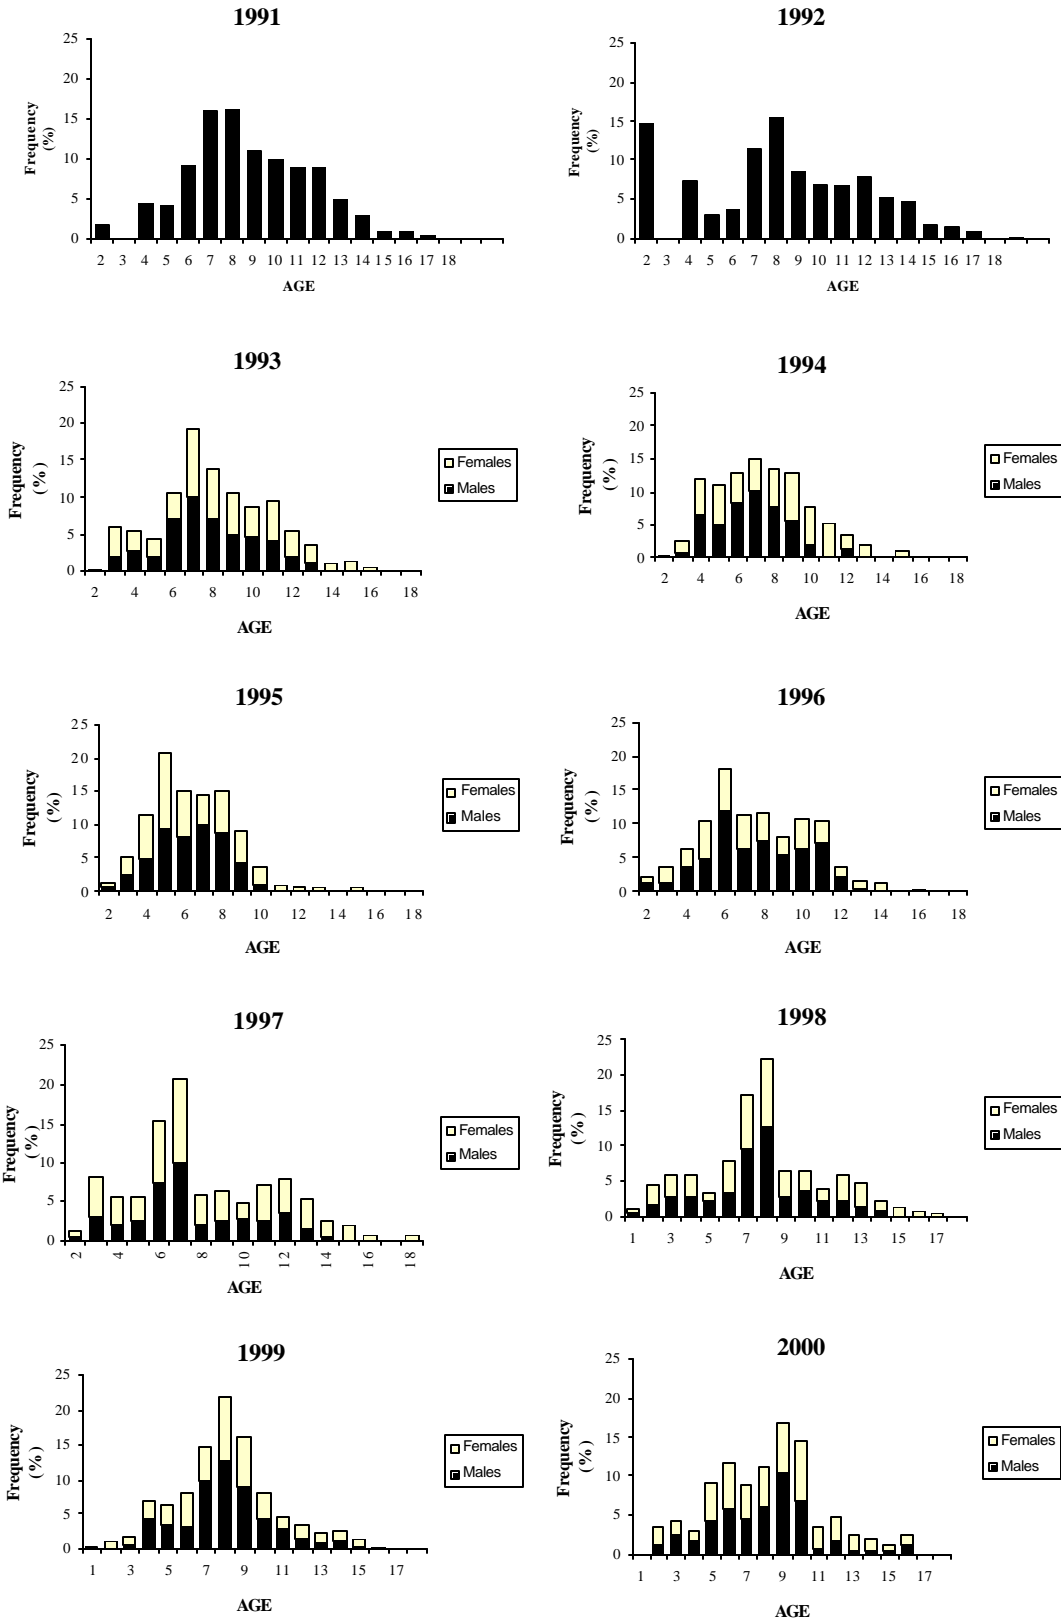 1991
25
20
15
10
5
0
Frequency
(%)
2 3 4 5 6 7 8 9 10 11 12 13 14 15 16 17 18
AGE
1992
25
20
15
10
5
0
Frequency
(%)
2 3 4 5 6 7 8 9 10 11 12 13 14 15 16 17 18
AGE
1993
25
20
15
10
5
0
Frequency
(%)
2 4 6 8 10 12 14 16 18
AGE
Females
Males
1994
25
20
15
10
5
0
Frequency
(%)
2 4 6 8 10 12 14 16 18
AGE
Females
Males
1995
25
20
15
10
5
0
Frequency
(%)
2 4 6 8 10 12 14 16 18
AGE
Females
Males
1996
25
20
15
10
5
0
Frequency
(%)
2 4 6 8 10 12 14 16 18
AGE
Females
Males
1997
25
20
15
10
5
0
Frequency
(%)
2 4 6 8 10 12 14 16 18
AGE
Females
Males
1998
25
20
15
10
5
0
Frequency
(%)
1 3 5 7 9 11 13 15 17
AGE
Females
Males
1999
25
20
15
10
5
0
Frequency
(%)
1 3 5 7 9 11 13 15 17
AGE
Females
Males
2000
25
20
15
10
5
0
Frequency
(%)
1 3 5 7 9 11 13 15 17
AGE
Females
Males